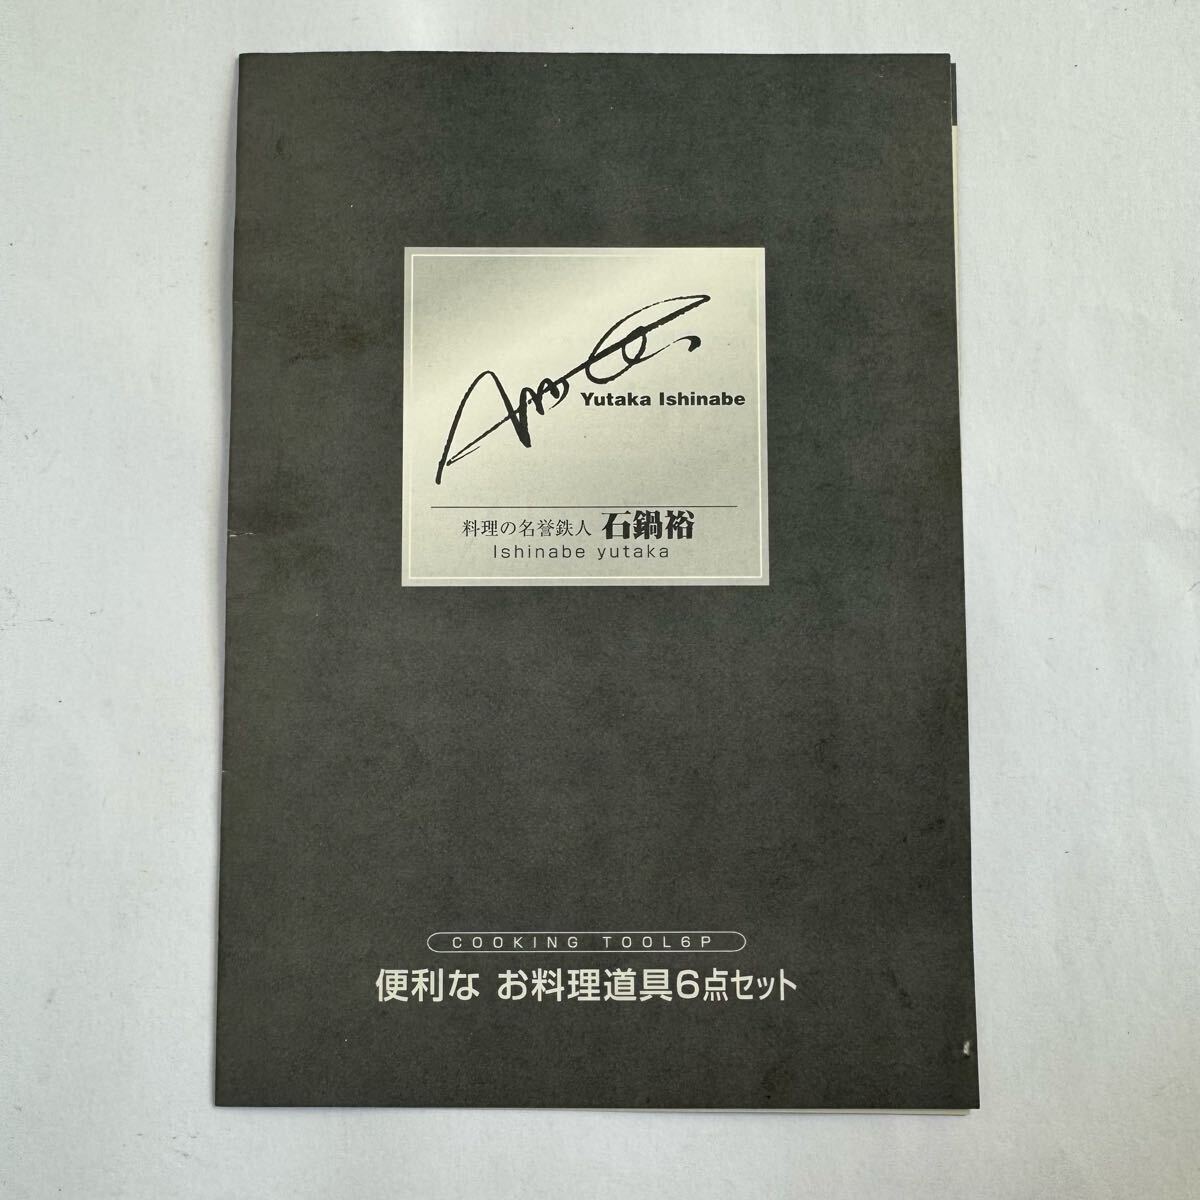 Yutaka Ishinabe
料理の名誉鉄人 石鍋裕
Ishinabe yutaka
COOKING TOOL6P
便利な お料理道具6点セット